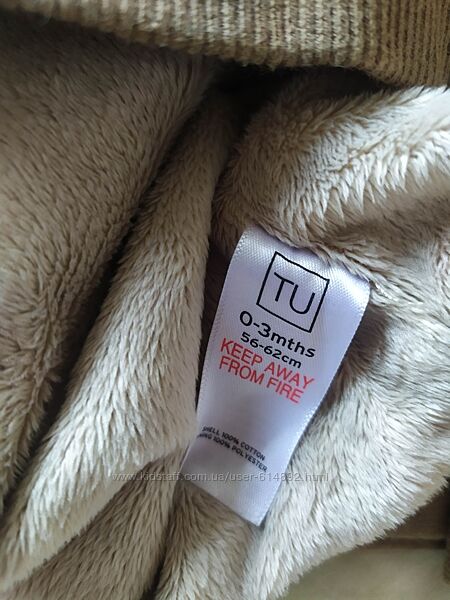 TU
0-3mths
56-62cm
KEEP AWAY
FROM FIRE
SHELL 100% COTTON
NING 100% POLYESTER
www.kidstaff.com.ua/user-614892.html